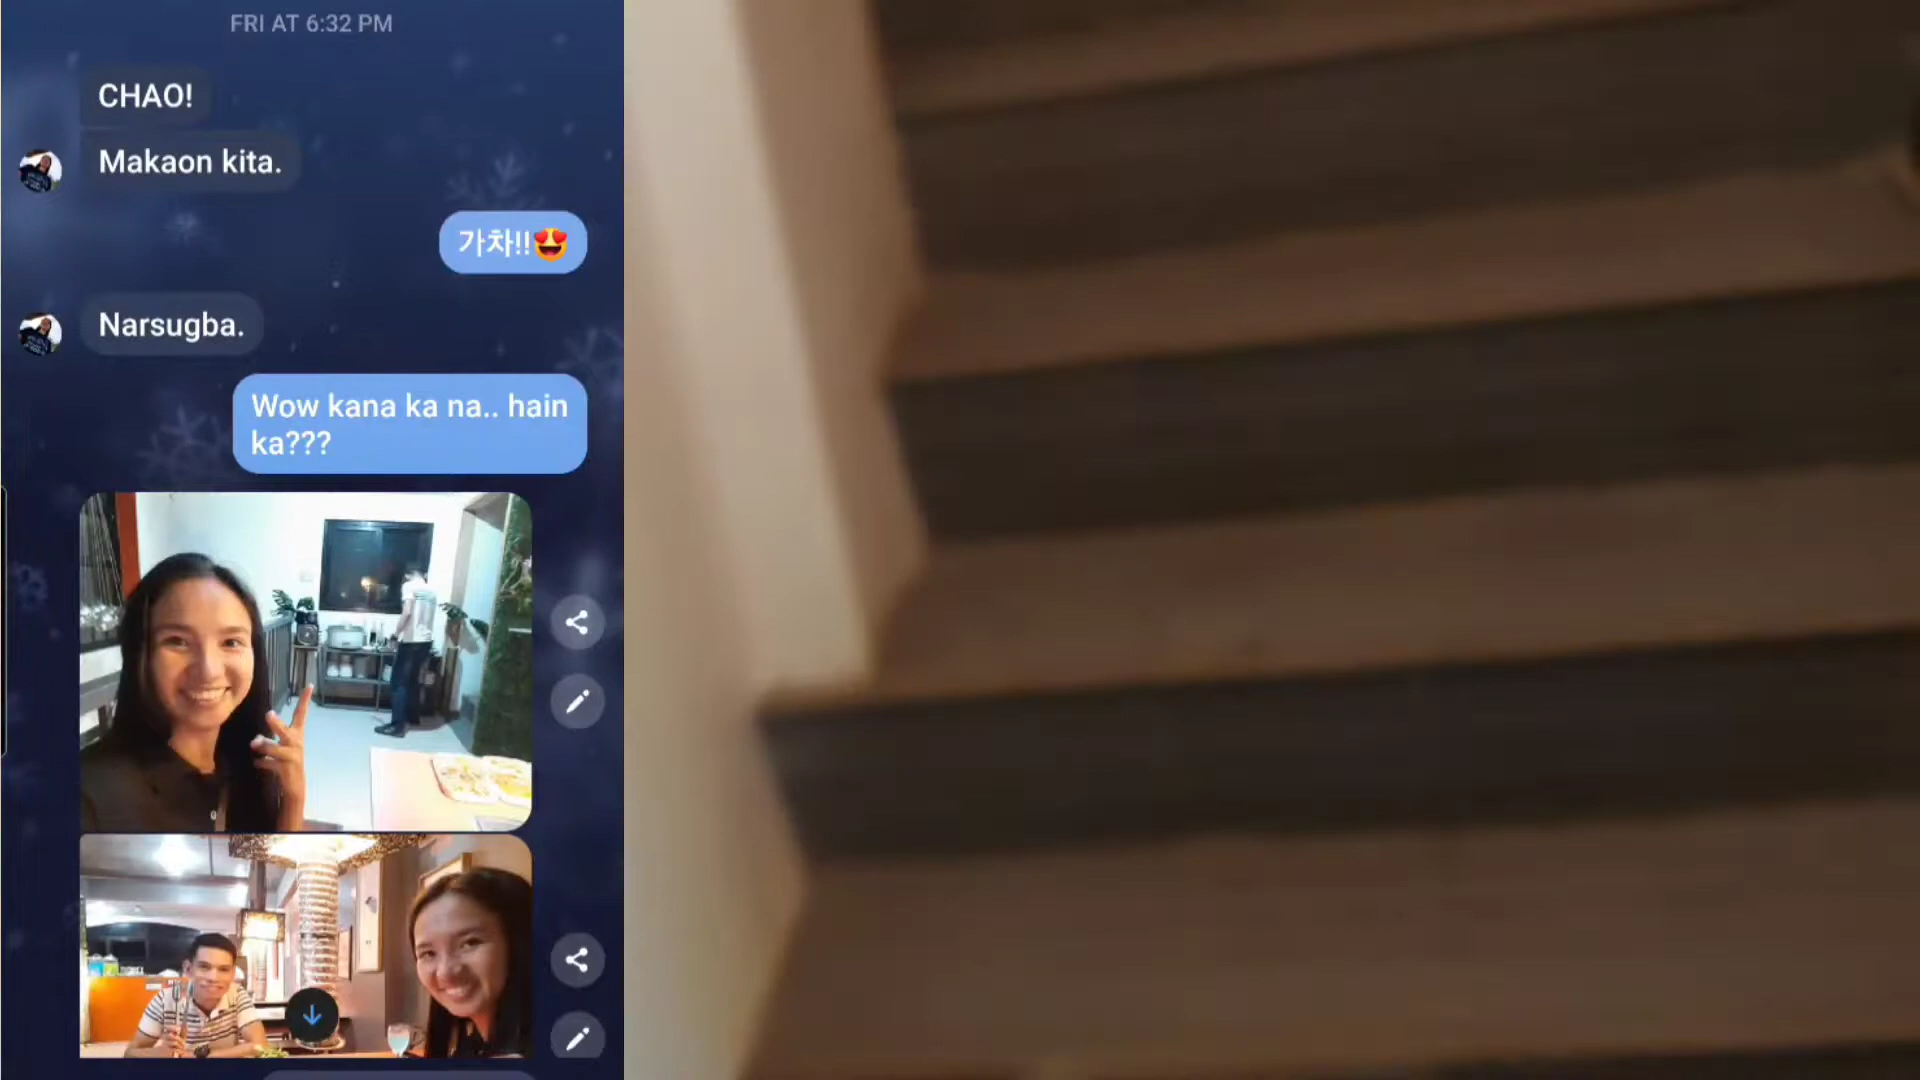 FRI AT 6:32 PM
CHAO!
Makaon kita.
가차!!😍
Narsugba.
Wow kana ka na.. hain
ka???